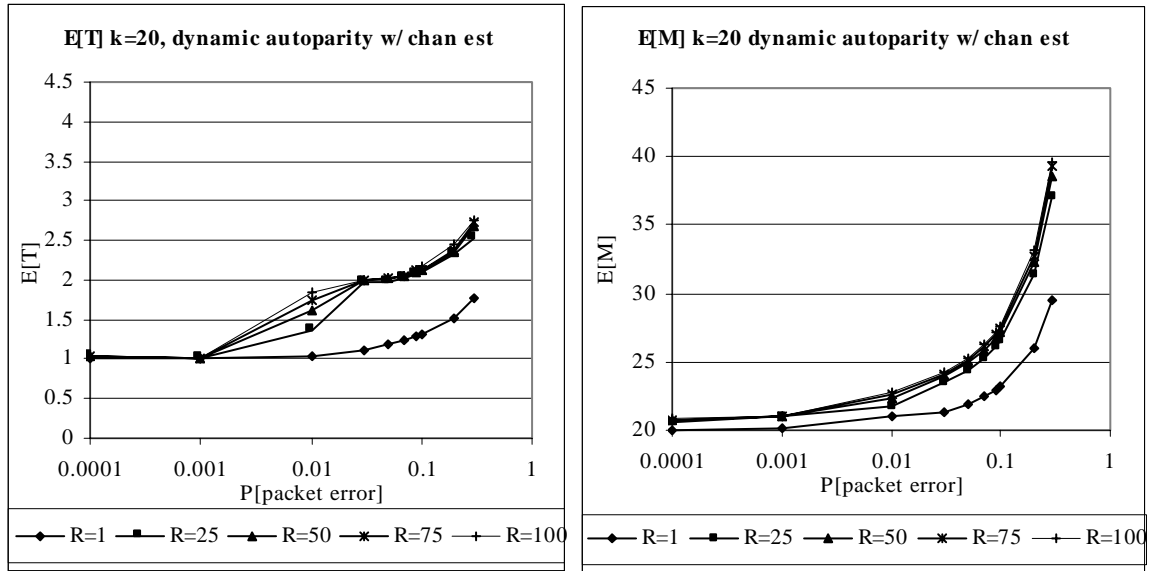 E[T] k=20, dynamic autoparity w/ chan est
4.5
4
3.5
3
2.5
2
1.5
1
0.5
0
E[T]
0.0001 0.001 0.01 0.1 1
P[packet error]
R=1 R=25 R=50 R=75 R=100
E[M] k=20 dynamic autoparity w/ chan est
45
40
35
30
25
20
E[M]
0.0001 0.001 0.01 0.1 1
P[packet error]
R=1 R=25 R=50 R=75 R=100